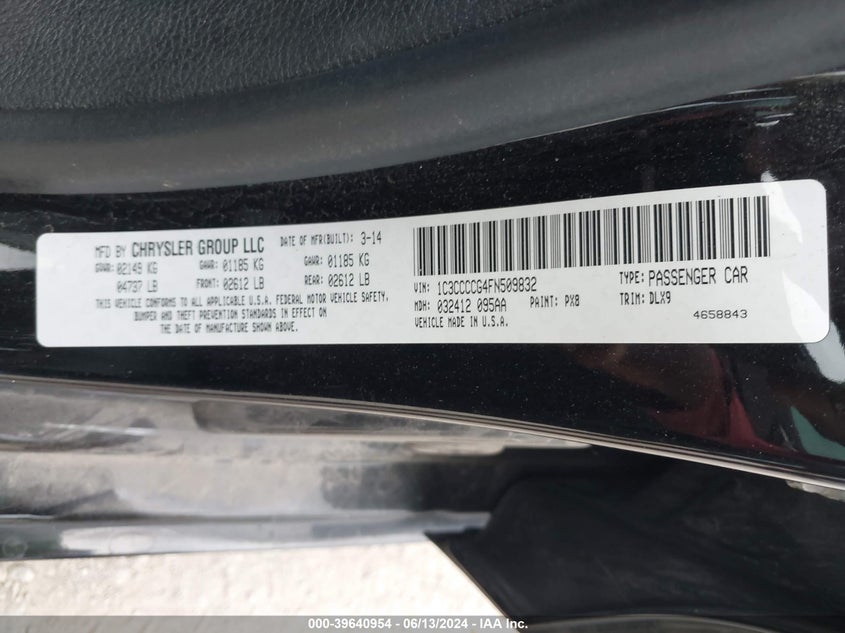 MFD BY CHRYSLER GROUP LLC DATE OF MFR(BUILT): 3-14
GVWR: 02149 KG GAWR: 01185 KG GAWR: 01185 KG
04737 LB FRONT: 02612 LB REAR: 02612 LB
THIS VEHICLE CONFORMS TO ALL APPLICABLE U.S.A. FEDERAL MOTOR VEHICLE SAFETY,
BUMPER AND THEFT PREVENTION STANDARDS IN EFFECT ON
THE DATE OF MANUFACTURE SHOWN ABOVE.
VIN: 1C3CCCCG4FN509832 TYPE: PASSENGER CAR
MDH: 032412 095AA PAINT: PX8 TRIM: DLX9
VEHICLE MADE IN U.S.A. 4658843
000-39640954 - 06/13/2024 - IAA Inc.